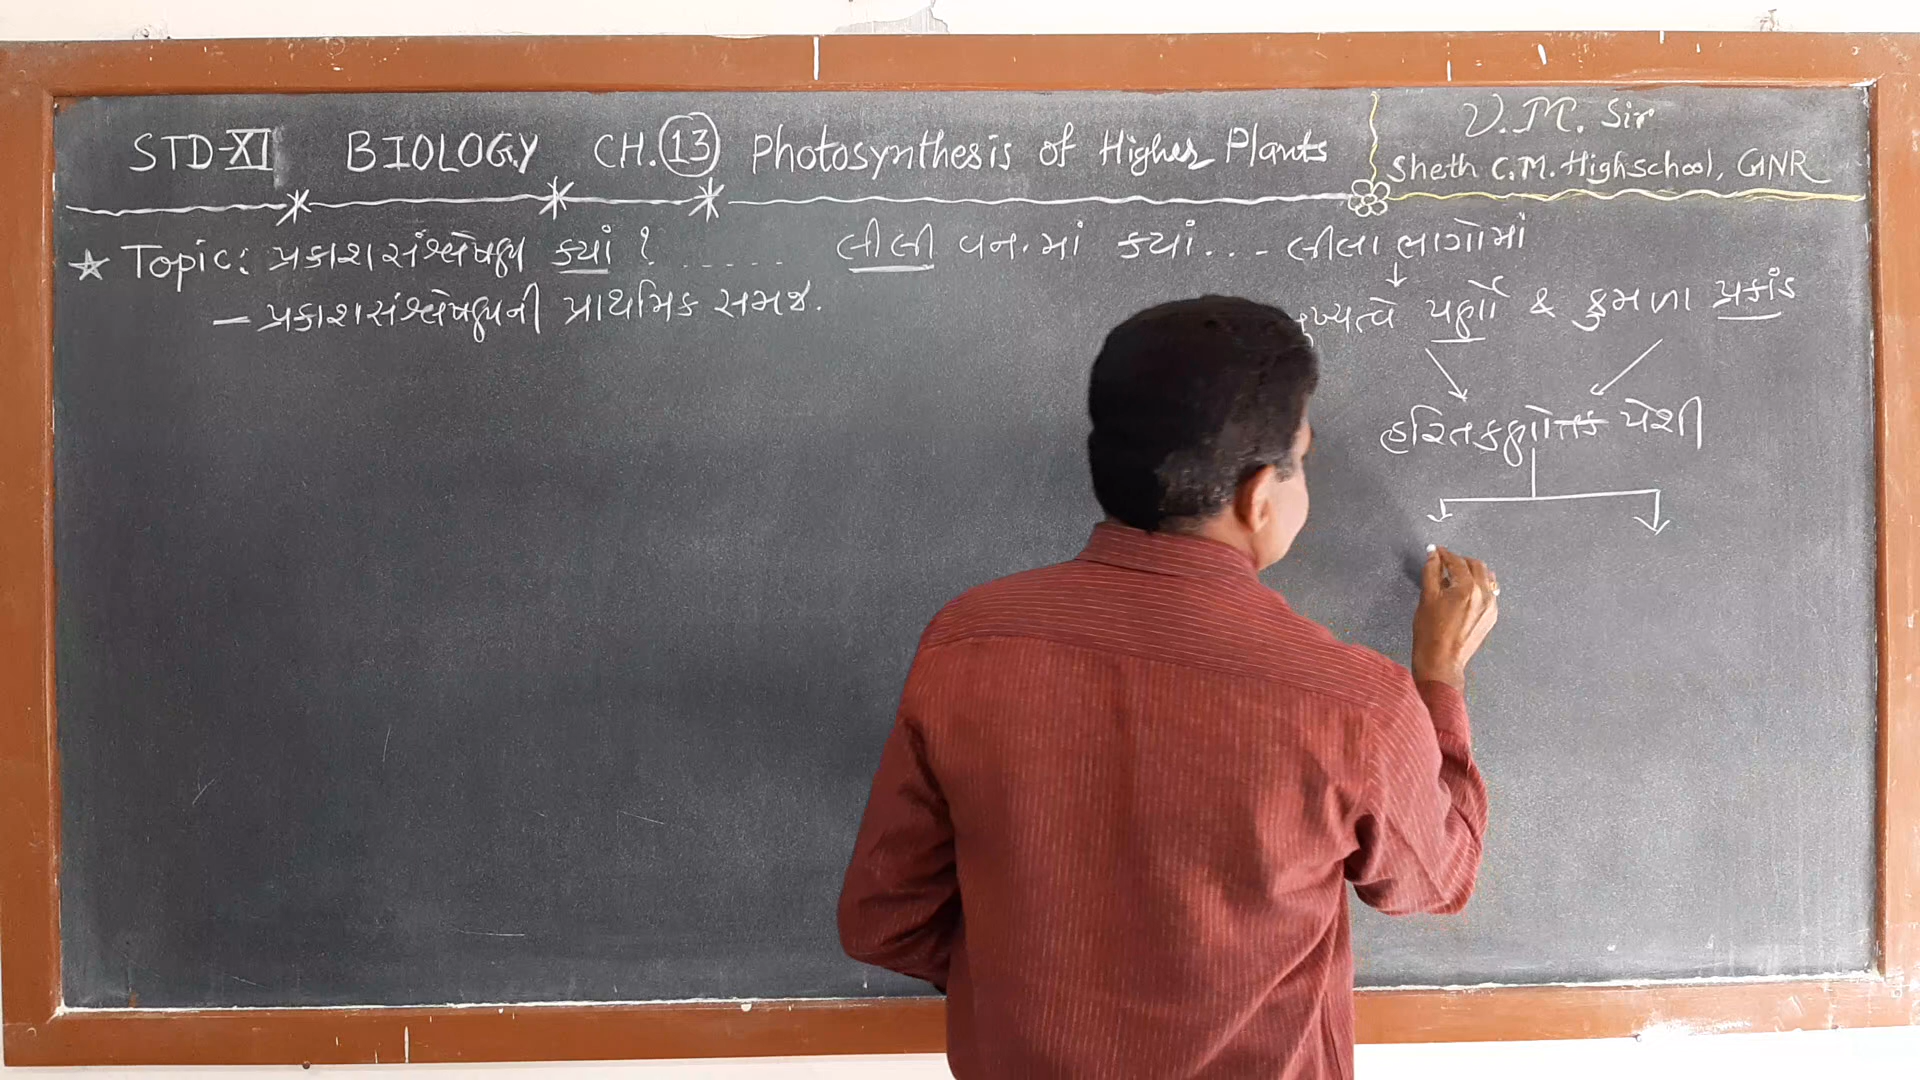 STD-XI BIOLOGY CH. 13 Photosynthesis of Higher Plants
V.M. Sir
Sheth C.M. Highschool, GNR
★ Topic: પ્રકાશસંશ્લેષણ ક્યાં ? ...... લીલી વન.માં ક્યાં... - લીલા ભાગોમાં
– પ્રકાશસંશ્લેષણની પ્રાથમિક સમજ.
પર્ણો & કુમળા પ્રકાંડ
હરિતકણોતક પેશી